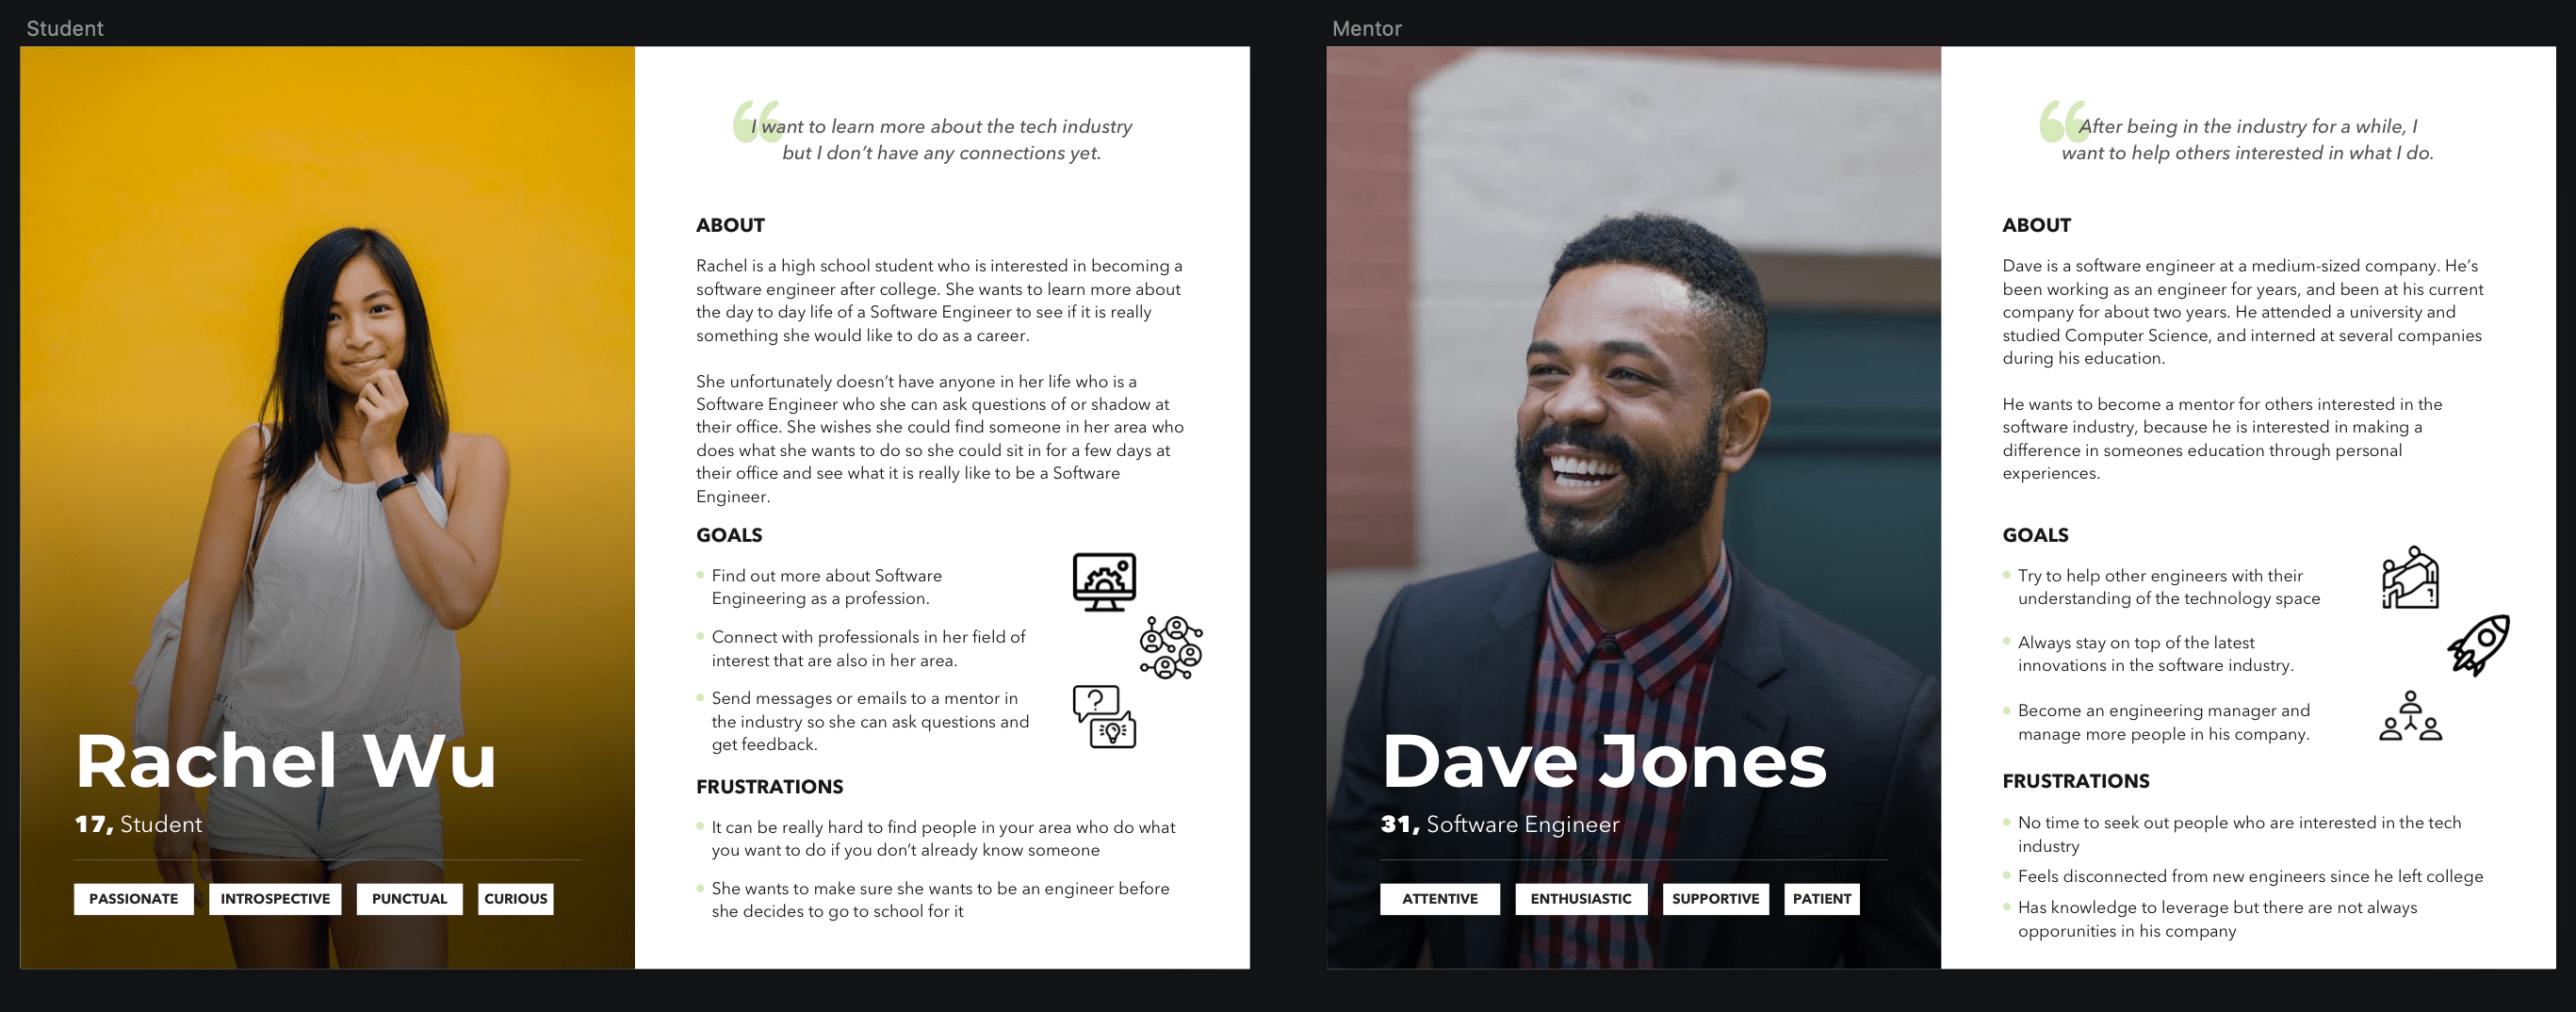 Student
I want to learn more about the tech industry
but I don't have any connections yet.
ABOUT
Rachel is a high school student who is interested in becoming a
software engineer after college. She wants to learn more about
the day to day life of a Software Engineer to see if it is really
something she would like to do as a career.
She unfortunately doesn't have anyone in her life who is a
Software Engineer who she can ask questions of or shadow at
their office. She wishes she could find someone in her area who
does what she wants to do so she could sit in for a few days at
their office and see what it is really like to be a Software
Engineer.
GOALS
Find out more about Software
Engineering as a profession.
Connect with professionals in her field of
interest that are also in her area.
Send messages or emails to a mentor in
the industry so she can ask questions and
get feedback.
FRUSTRATIONS
It can be really hard to find people in your area who do what
you want to do if you don't already know someone
She wants to make sure she wants to be an engineer before
she decides to go to school for it
Rachel Wu
17, Student
PASSIONATE INTROSPECTIVE PUNCTUAL CURIOUS
Mentor
After being in the industry for a while, I
want to help others interested in what I do.
ABOUT
Dave is a software engineer at a medium-sized company. He's
been working as an engineer for years, and been at his current
company for about two years. He attended a university and
studied Computer Science, and interned at several companies
during his education.
He wants to become a mentor for others interested in the
software industry, because he is interested in making a
difference in someones education through personal
experiences.
GOALS
Try to help other engineers with their
understanding of the technology space
Always stay on top of the latest
innovations in the software industry.
Become an engineering manager and
manage more people in his company.
FRUSTRATIONS
No time to seek out people who are interested in the tech
industry
Feels disconnected from new engineers since he left college
Has knowledge to leverage but there are not always
opporunities in his company
Dave Jones
31, Software Engineer
ATTENTIVE ENTHUSIASTIC SUPPORTIVE PATIENT